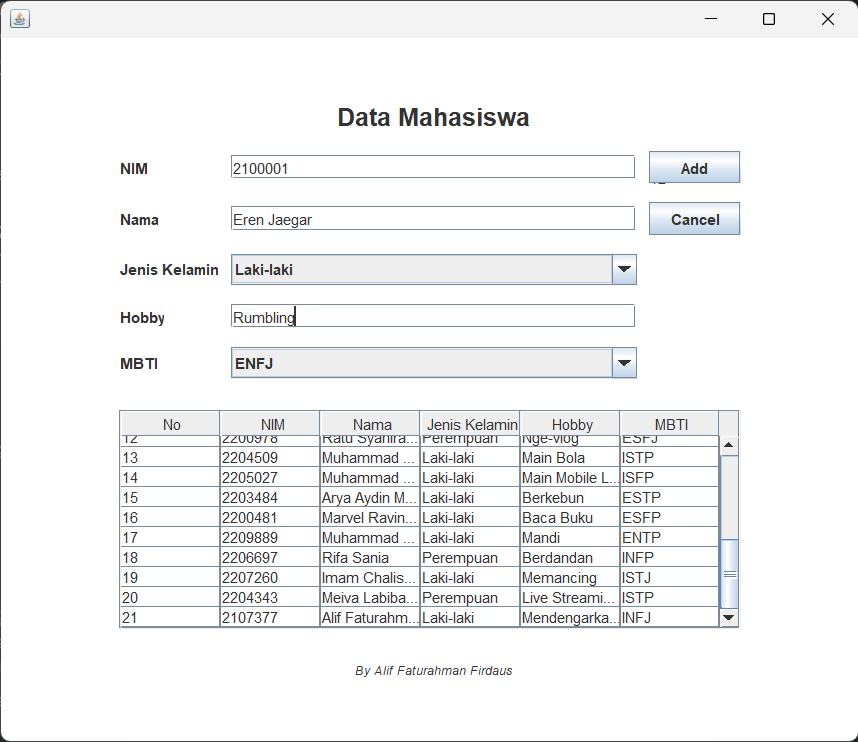 Data Mahasiswa
NIM 2100001 Add
Nama Eren Jaegar Cancel
Jenis Kelamin Laki-laki
Hobby Rumbling
MBTI ENFJ
No NIM Nama Jenis Kelamin Hobby MBTI
12 2200978 Ratu Syahira... Perempuan Nge-vlog ESFJ
13 2204509 Muhammad ... Laki-laki Main Bola ISTP
14 2205027 Muhammad ... Laki-laki Main Mobile L... ISFP
15 2203484 Arya Aydin M... Laki-laki Berkebun ESTP
16 2200481 Marvel Ravin... Laki-laki Baca Buku ESFP
17 2209889 Muhammad ... Laki-laki Mandi ENTP
18 2206697 Rifa Sania Perempuan Berdandan INFP
19 2207260 Imam Chalis... Laki-laki Memancing ISTJ
20 2204343 Meiva Labiba... Perempuan Live Streami... ISTP
21 2107377 Alif Faturahm... Laki-laki Mendengarka... INFJ
By Alif Faturahman Firdaus